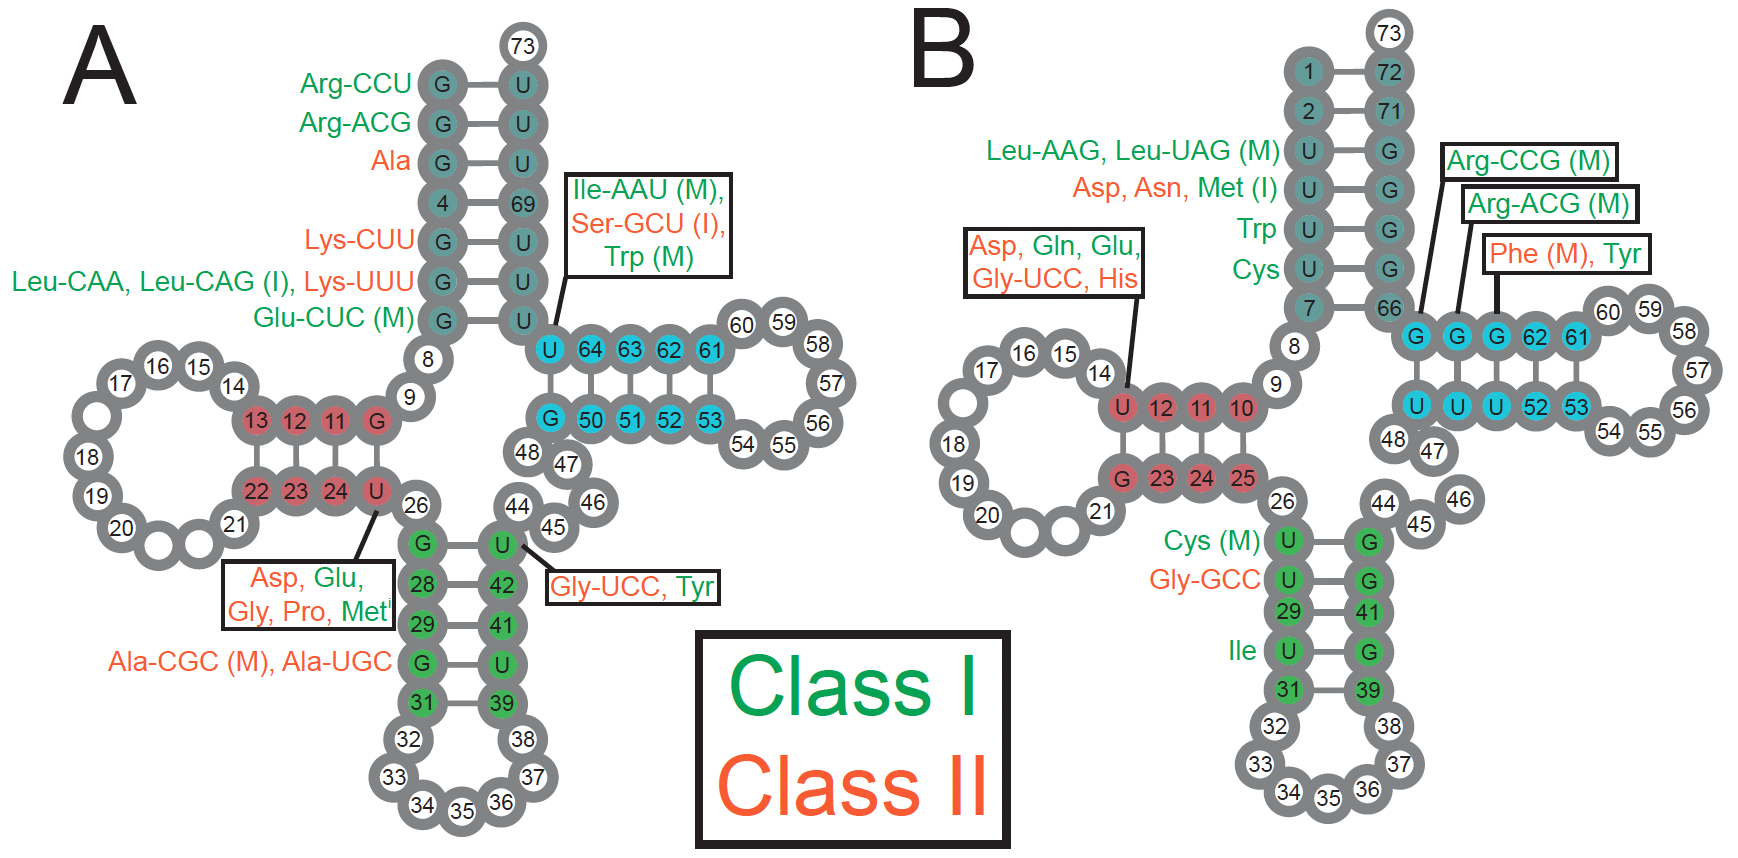 A
73
Arg-CCU G U
Arg-ACG G U
Ala G U
4 69
Lys-CUU G U
Leu-CAA, Leu-CAG (I), Lys-UUU G U
Glu-CUC (M) G U
Ile-AAU (M),
Ser-GCU (I),
Trp (M)
U 64 63 62 61
60 59 58 57 56 55 54
G 50 51 52 53
8
9
17 16 15 14
13 12 11 G
18
19
20
21
22 23 24 U
26
48 47
46
45
44
Asp, Glu,
Gly, Pro, Metⁱ
G U
28 42
29 41
Ala-CGC (M), Ala-UGC G U
31 39
Gly-UCC, Tyr
32 38
33 37
34 35 36
B
73
1 72
2 71
Leu-AAG, Leu-UAG (M) U G
Asp, Asn, Met (I) U G
Trp U G
Cys U G
7 66
Arg-CCG (M)
Arg-ACG (M)
Phe (M), Tyr
Asp, Gln, Glu,
Gly-UCC, His
G G G 62 61
60 59 58 57 56 55 54
U U U 52 53
8
9
17 16 15 14
U 12 11 10
18
19
20
21
G 23 24 25
26
48 47
46
45
44
Cys (M) U G
Gly-GCC U G
29 41
Ile U G
31 39
32 38
33 37
34 35 36
Class I
Class II